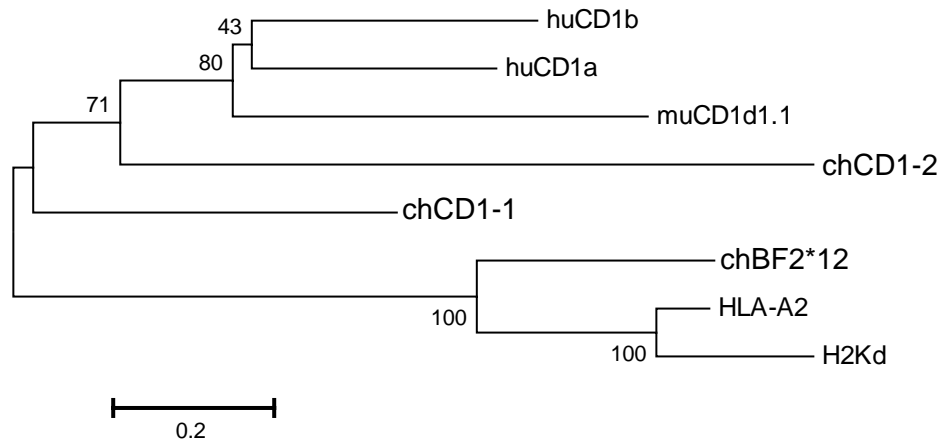 huCD1b
43
huCD1a
80
muCD1d1.1
71
chCD1-2
chCD1-1
chBF2*12
HLA-A2
100
H2Kd
100
0.2